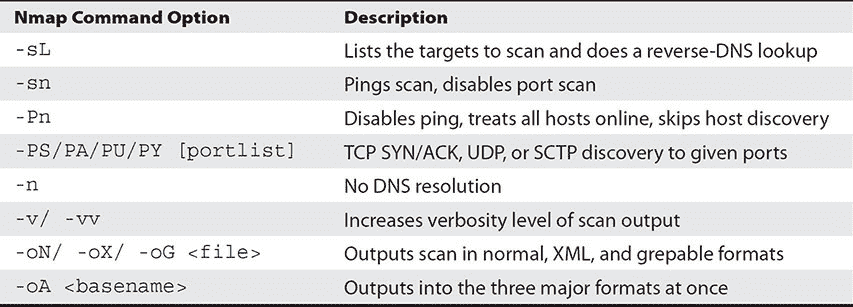 Nmap Command Option Description
-sL Lists the targets to scan and does a reverse-DNS lookup
-sn Pings scan, disables port scan
-Pn Disables ping, treats all hosts online, skips host discovery
-PS/PA/PU/PY [portlist] TCP SYN/ACK, UDP, or SCTP discovery to given ports
-n No DNS resolution
-v/ -vv Increases verbosity level of scan output
-oN/ -oX/ -oG <file> Outputs scan in normal, XML, and grepable formats
-oA <basename> Outputs into the three major formats at once